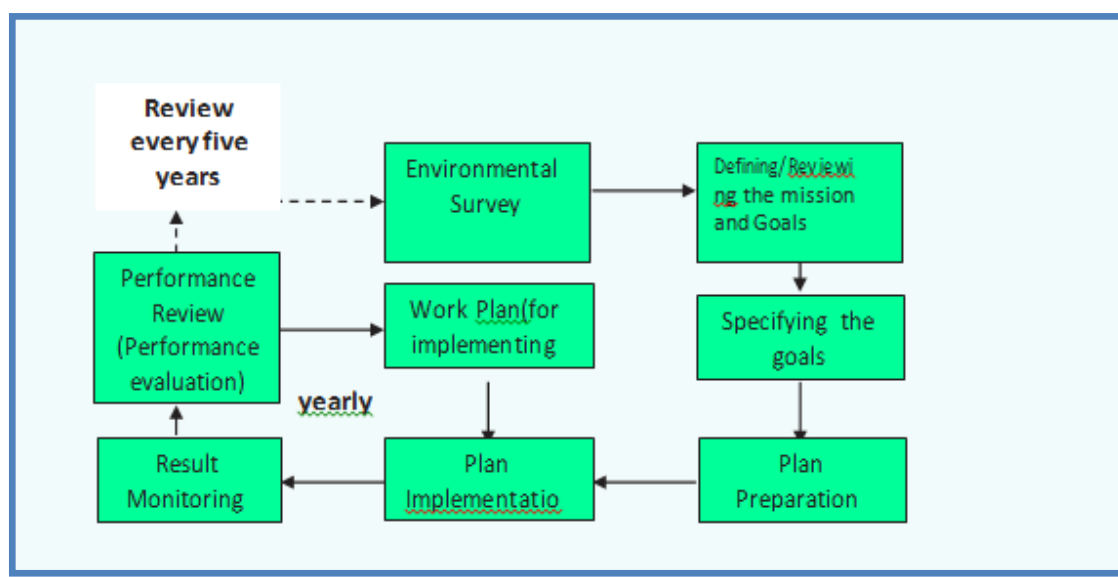 Review
every five
years
Environmental
Survey
Defining/Reviewi
ng the mission
and Goals
Performance
Review
(Performance
evaluation)
Work Plan(for
implementing
Specifying the
goals
yearly
Result
Monitoring
Plan
Implementatio
Plan
Preparation